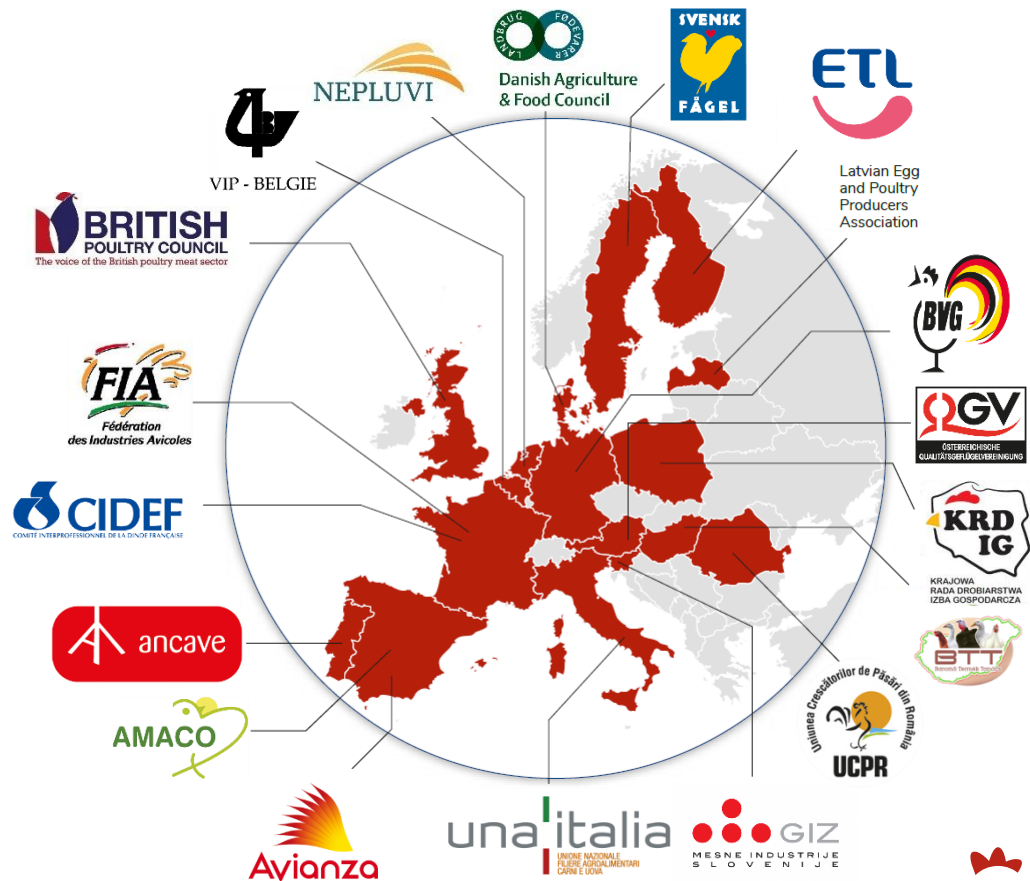 SVENSK
FÅGEL
LANDBRUG FØDEVARER
Danish Agriculture
& Food Council
NEPLUVI
ETL
VIP - BELGIE
Latvian Egg
and Poultry
Producers
Association
BRITISH
POULTRY COUNCIL
The voice of the British poultry meat sector
BVG
FIA
Fédération
des Industries Avicoles
QGV
ÖSTERREICHISCHE
QUALITÄTSGEFLÜGELVEREINIGUNG
CIDEF
COMITÉ INTERPROFESSIONNEL DE LA DINDE FRANÇAISE
KRD
IG
KRAJOWA
RADA DROBIARSTWA
IZBA GOSPODARCZA
ancave
BTT
Baromfi Termék Tanács
Uniunea Crescătorilor de Păsări din România
UCPR
AMACO
Avianza
una italia
UNIONE NAZIONALE
FILIERE AGROALIMENTARI
CARNI E UOVA
GIZ
MESNE INDUSTRIJE
SLOVENIJE